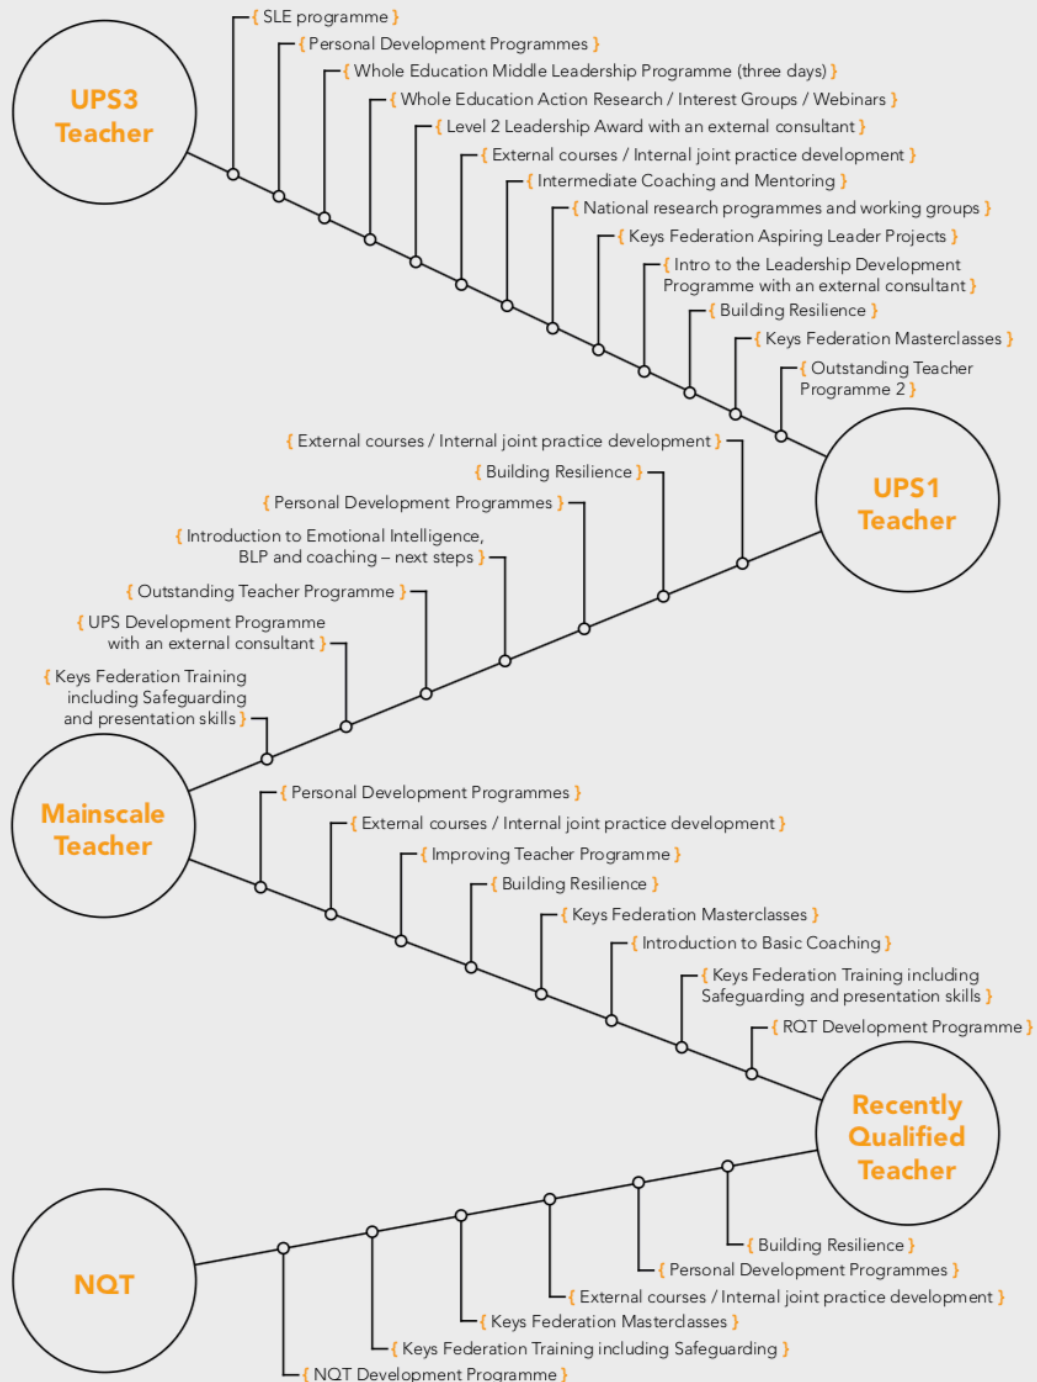 { SLE programme }
{ Personal Development Programmes }
{ Whole Education Middle Leadership Programme (three days) }
UPS3
Teacher
{ Whole Education Action Research / Interest Groups / Webinars }
{ Level 2 Leadership Award with an external consultant }
{ External courses / Internal joint practice development }
{ Intermediate Coaching and Mentoring }
{ National research programmes and working groups }
{ Keys Federation Aspiring Leader Projects }
{ Intro to the Leadership Development
Programme with an external consultant }
{ Building Resilience }
{ Keys Federation Masterclasses }
{ Outstanding Teacher
Programme 2 }
UPS1
Teacher
{ External courses / Internal joint practice development }
{ Building Resilience }
{ Personal Development Programmes }
{ Introduction to Emotional Intelligence,
BLP and coaching – next steps }
{ Outstanding Teacher Programme }
{ UPS Development Programme
with an external consultant }
{ Keys Federation Training
including Safeguarding
and presentation skills }
Mainscale
Teacher
{ Personal Development Programmes }
{ External courses / Internal joint practice development }
{ Improving Teacher Programme }
{ Building Resilience }
{ Keys Federation Masterclasses }
{ Introduction to Basic Coaching }
{ Keys Federation Training including
Safeguarding and presentation skills }
{ RQT Development Programme }
Recently
Qualified
Teacher
{ Building Resilience }
{ Personal Development Programmes }
{ External courses / Internal joint practice development }
{ Keys Federation Masterclasses }
{ Keys Federation Training including Safeguarding }
{ NQT Development Programme }
NQT